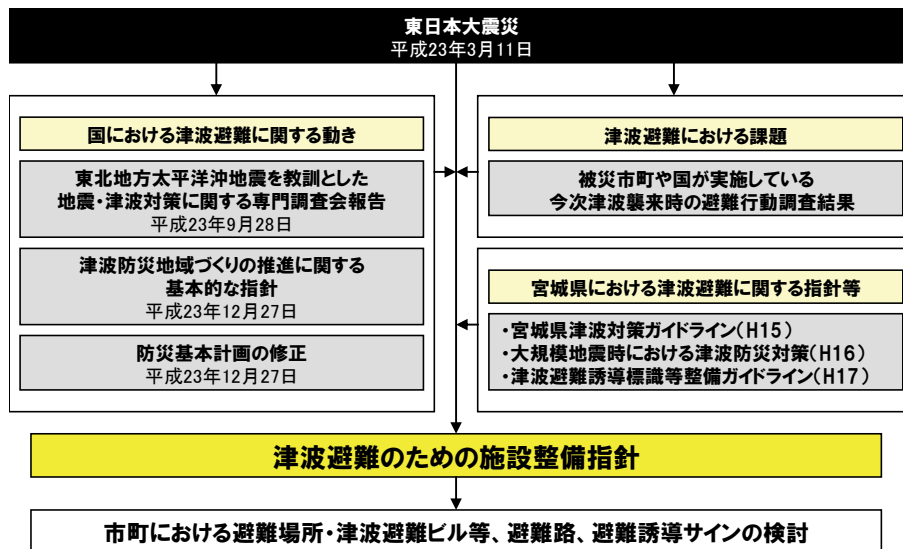 東日本大震災
平成23年3月11日
国における津波避難に関する動き
東北地方太平洋沖地震を教訓とした
地震・津波対策に関する専門調査会報告
平成23年9月28日
津波防災地域づくりの推進に関する
基本的な指針
平成23年12月27日
防災基本計画の修正
平成23年12月27日
津波避難における課題
被災市町や国が実施している
今次津波襲来時の避難行動調査結果
宮城県における津波避難に関する指針等
・宮城県津波対策ガイドライン(H15)
・大規模地震時における津波防災対策(H16)
・津波避難誘導標識等整備ガイドライン(H17)
津波避難のための施設整備指針
市町における避難場所・津波避難ビル等、避難路、避難誘導サインの検討